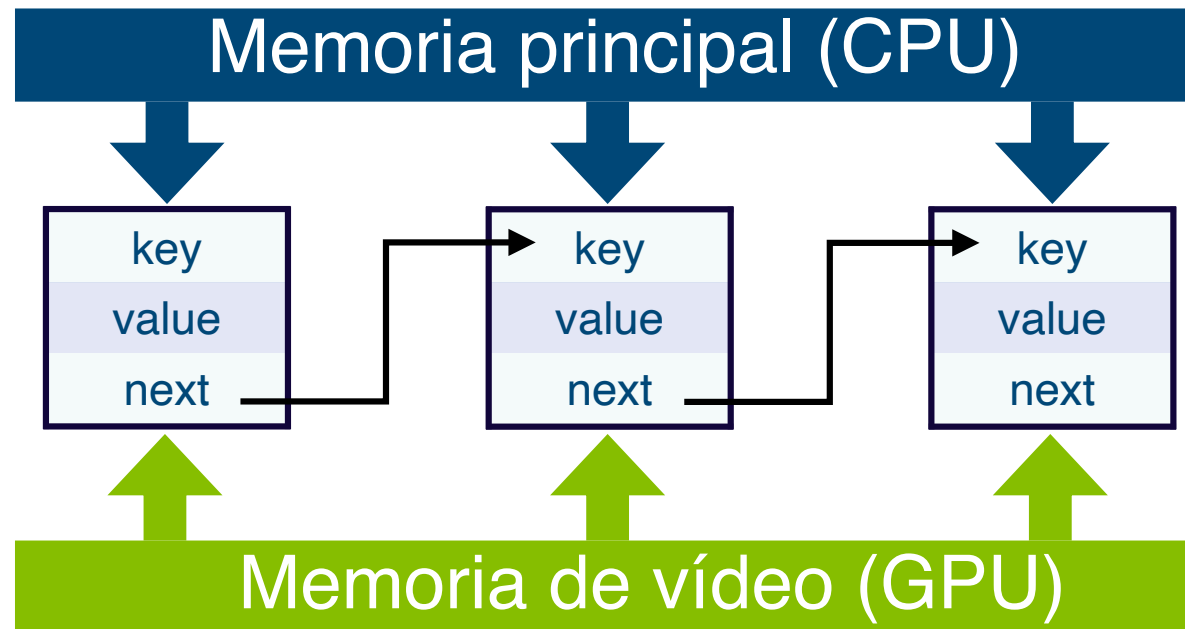 Memoria principal (CPU)
key
value
next
key
value
next
key
value
next
Memoria de vídeo (GPU)